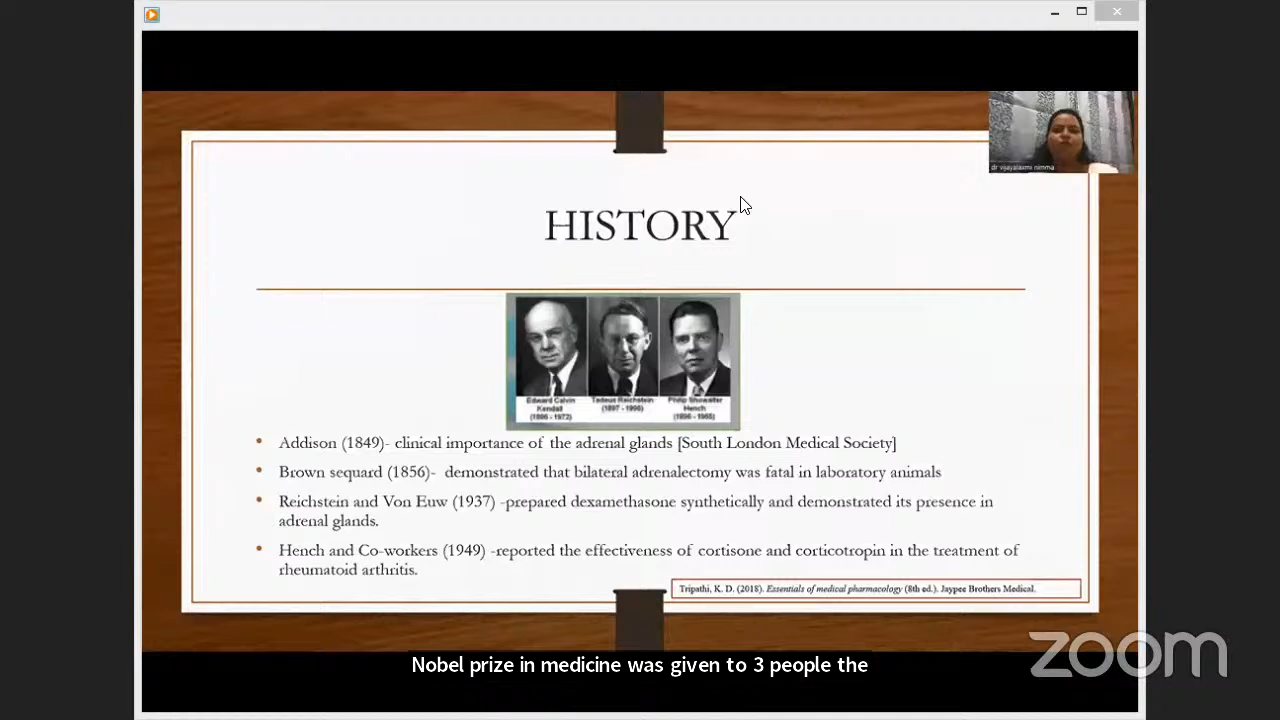 dr vijayalaxmi nimma
HISTORY
Edward Calvin
Kendall
(1886 - 1972)
Tadeus Reichstein
(1897 - 1996)
Philip Showalter
Hench
(1896 - 1965)
• Addison (1849)- clinical importance of the adrenal glands [South London Medical Society]
• Brown sequard (1856)- demonstrated that bilateral adrenalectomy was fatal in laboratory animals
• Reichstein and Von Euw (1937) -prepared dexamethasone synthetically and demonstrated its presence in
adrenal glands.
• Hench and Co-workers (1949) -reported the effectiveness of cortisone and corticotropin in the treatment of
rheumatoid arthritis.
Tripathi, K. D. (2018). Essentials of medical pharmacology (8th ed.). Jaypee Brothers Medical.
Nobel prize in medicine was given to 3 people the
zoom